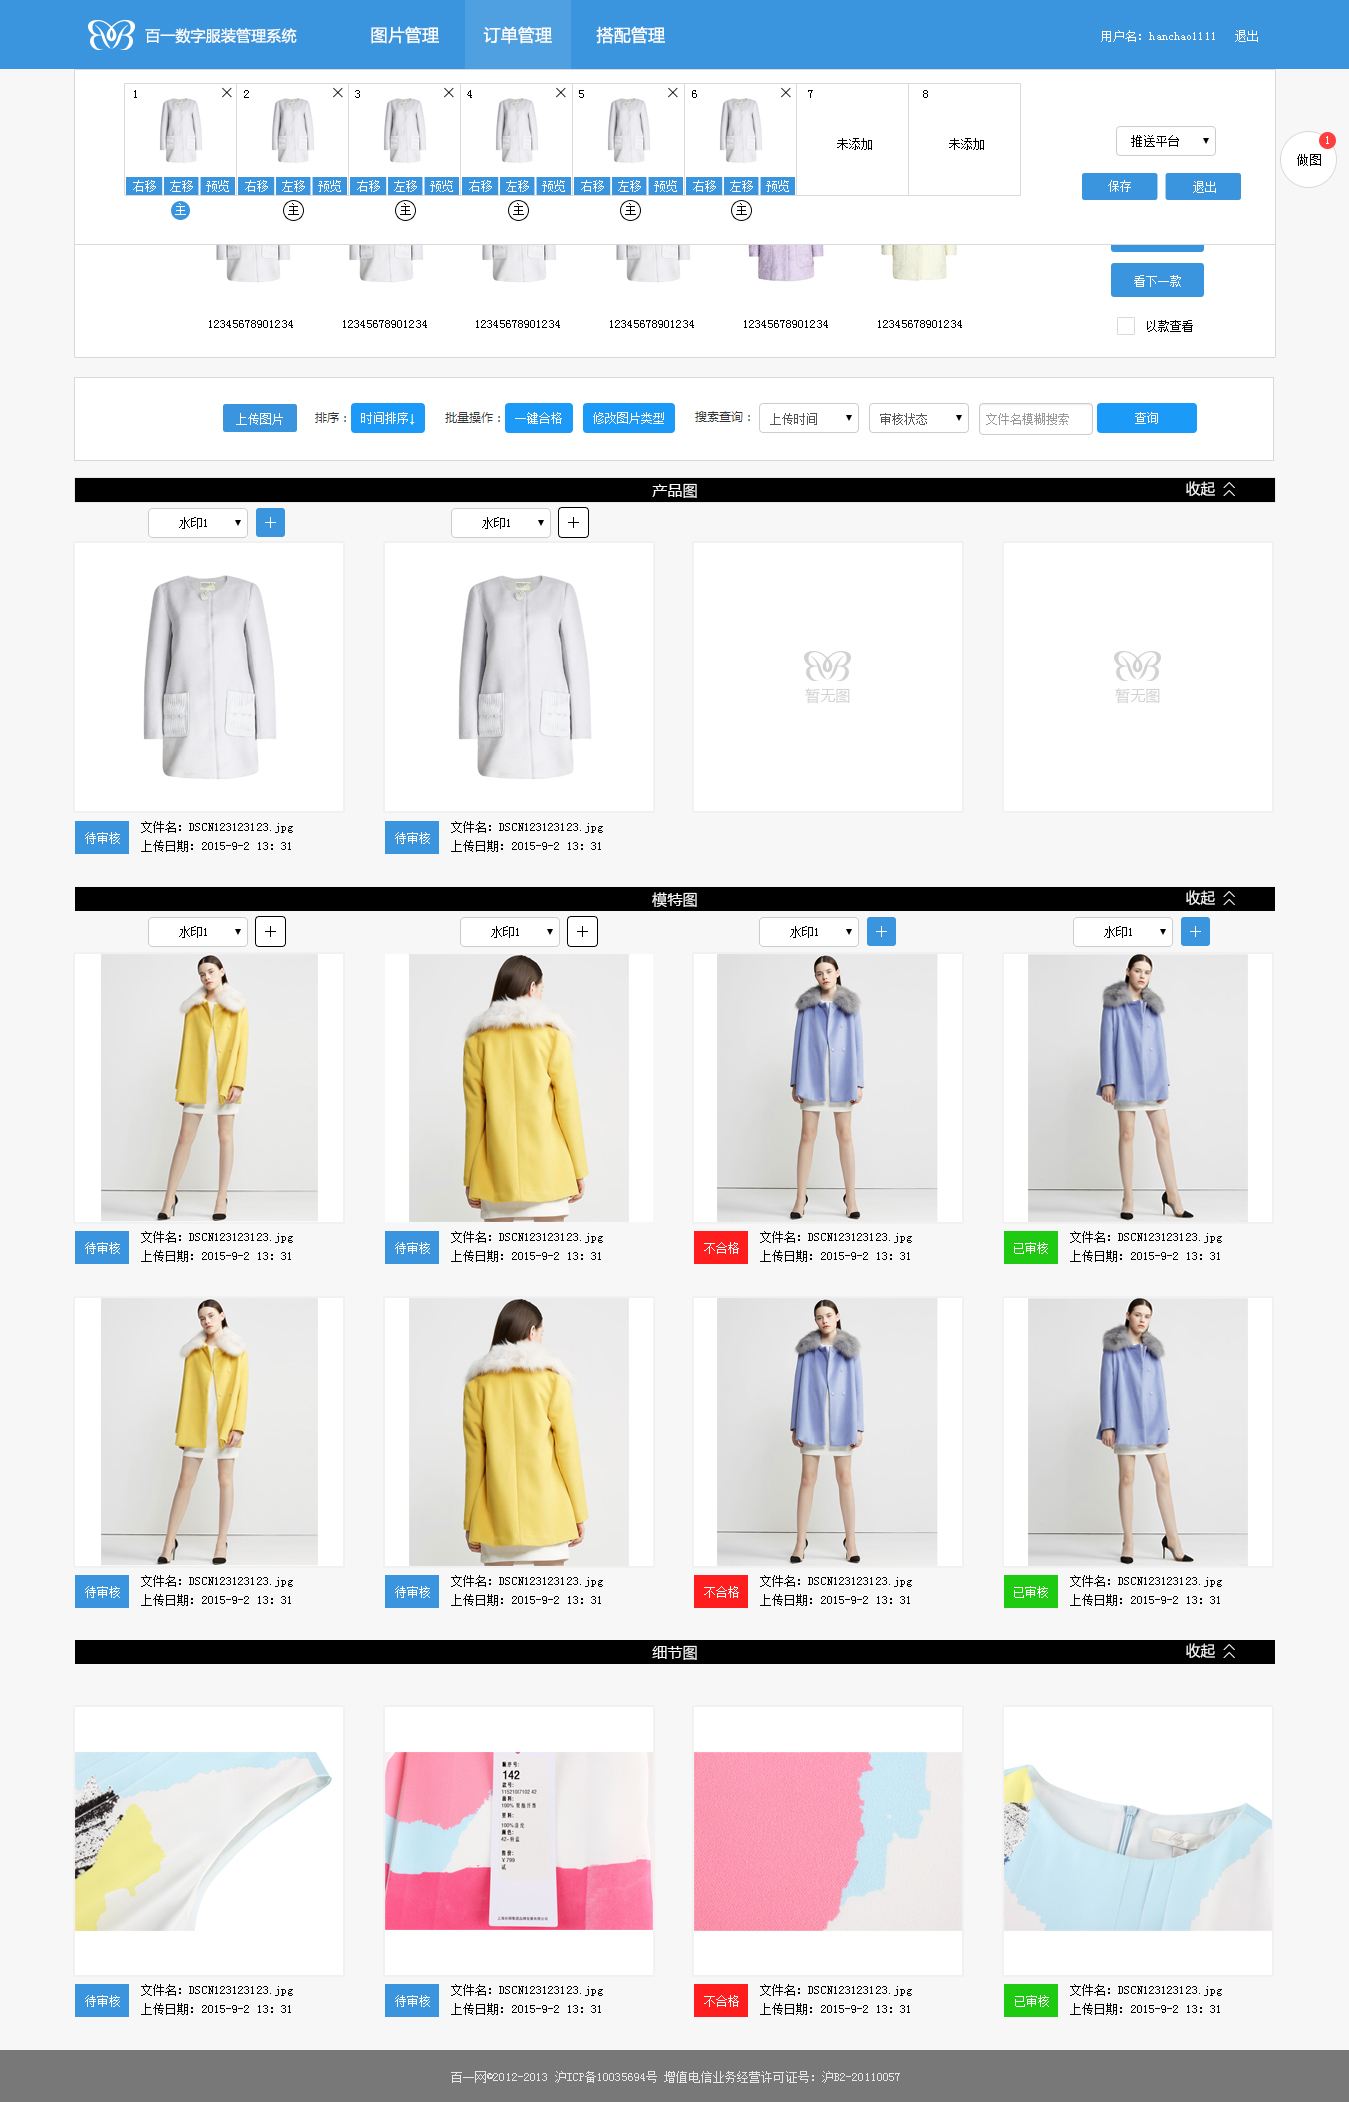 百一数字服装管理系统 图片管理 订单管理 搭配管理 用户名：hanchao1111 退出
1 2 3 4 5 6 7 8
未添加 未添加 推送平台 做图 1
右移 左移 预览 右移 左移 预览 右移 左移 预览 右移 左移 预览 右移 左移 预览 右移 左移 预览 保存 退出
主 主 主 主 主 主
看下一款
12345678901234 12345678901234 12345678901234 12345678901234 12345678901234 12345678901234 以款查看
上传图片 排序： 时间排序↓ 批量操作： 一键合格 修改图片类型 搜索查询： 上传时间 审核状态 文件名模糊搜索 查询
产品图 收起
水印1 水印1
暂无图 暂无图
待审核 文件名：DSCN123123123.jpg 待审核 文件名：DSCN123123123.jpg
上传日期：2015-9-2 13：31 上传日期：2015-9-2 13：31
模特图 收起
水印1 水印1 水印1 水印1
待审核 文件名：DSCN123123123.jpg 待审核 文件名：DSCN123123123.jpg 不合格 文件名：DSCN123123123.jpg 已审核 文件名：DSCN123123123.jpg
上传日期：2015-9-2 13：31 上传日期：2015-9-2 13：31 上传日期：2015-9-2 13：31 上传日期：2015-9-2 13：31
待审核 文件名：DSCN123123123.jpg 待审核 文件名：DSCN123123123.jpg 不合格 文件名：DSCN123123123.jpg 已审核 文件名：DSCN123123123.jpg
上传日期：2015-9-2 13：31 上传日期：2015-9-2 13：31 上传日期：2015-9-2 13：31 上传日期：2015-9-2 13：31
细节图 收起
顺序号:
142
款号:
面料:
里料:
颜色:
售价:
￥799
待审核 文件名：DSCN123123123.jpg 待审核 文件名：DSCN123123123.jpg 不合格 文件名：DSCN123123123.jpg 已审核 文件名：DSCN123123123.jpg
上传日期：2015-9-2 13：31 上传日期：2015-9-2 13：31 上传日期：2015-9-2 13：31 上传日期：2015-9-2 13：31
百一网©2012-2013 沪ICP备10035694号 增值电信业务经营许可证号：沪B2-20110057